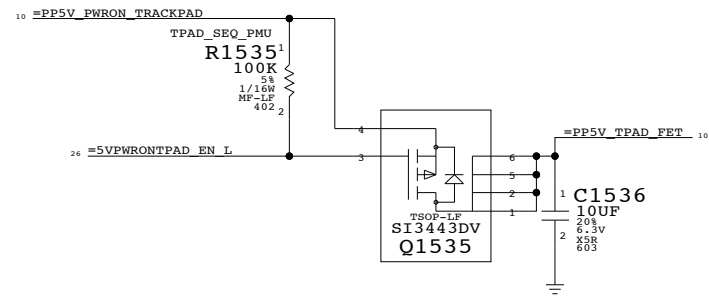 10 =PP5V_PWRON_TRACKPAD
TPAD_SEQ_PMU
R1535 1
100K
5%
1/16W
MF-LF
402 2
4
=PP5V_TPAD_FET 10
26 =5VPWRONTPAD_EN_L
3
6
5
2
1
1 C1536
10UF
20%
6.3V
2 X5R
603
TSOP-LF
SI3443DV
Q1535